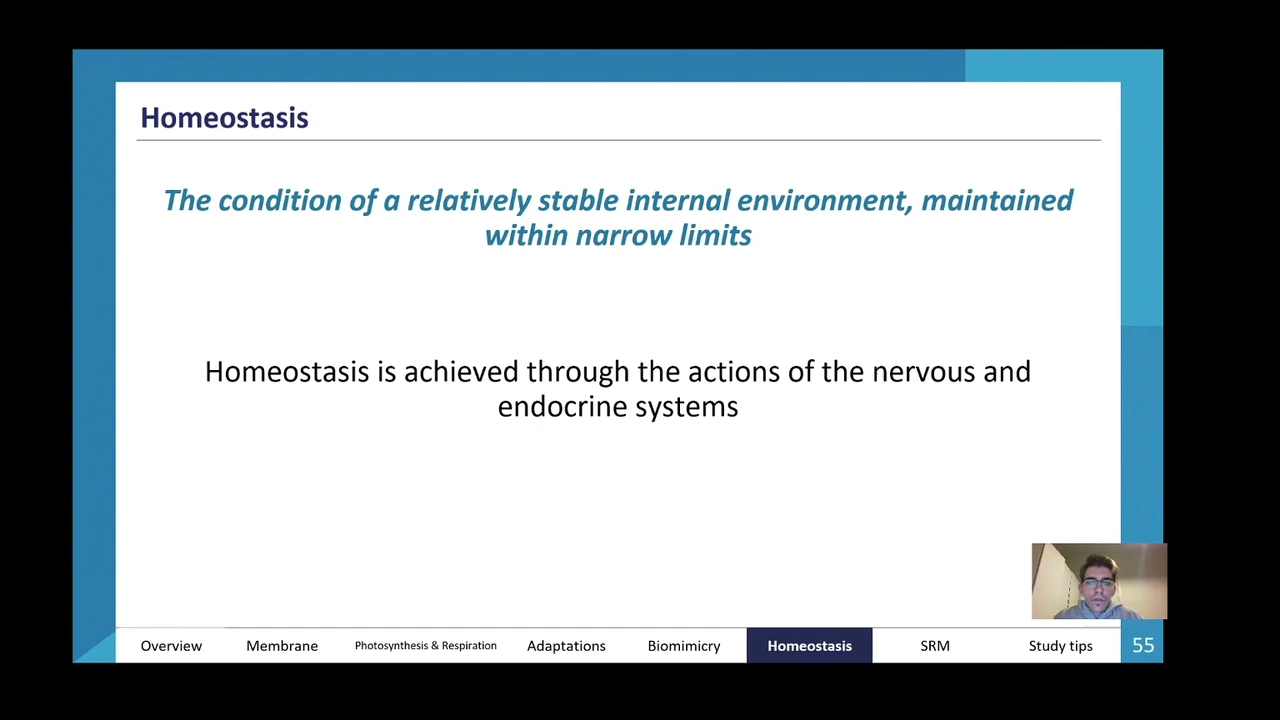 Homeostasis
The condition of a relatively stable internal environment, maintained
within narrow limits
Homeostasis is achieved through the actions of the nervous and
endocrine systems
Overview Membrane Photosynthesis & Respiration Adaptations Biomimicry Homeostasis SRM Study tips 55